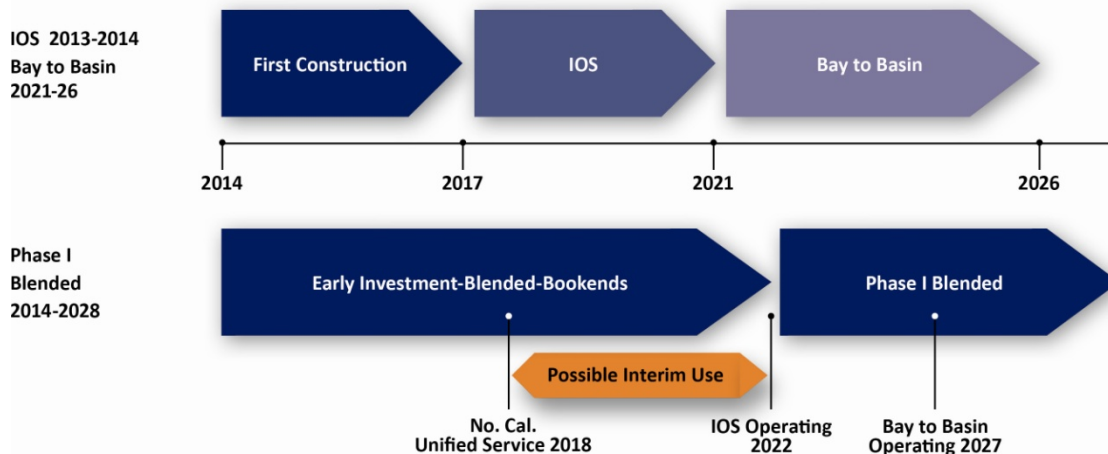 IOS 2013-2014
Bay to Basin
2021-26
First Construction
IOS
Bay to Basin
2014
2017
2021
2026
Phase I
Blended
2014-2028
Early Investment-Blended-Bookends
Phase I Blended
Possible Interim Use
No. Cal.
Unified Service 2018
IOS Operating
2022
Bay to Basin
Operating 2027